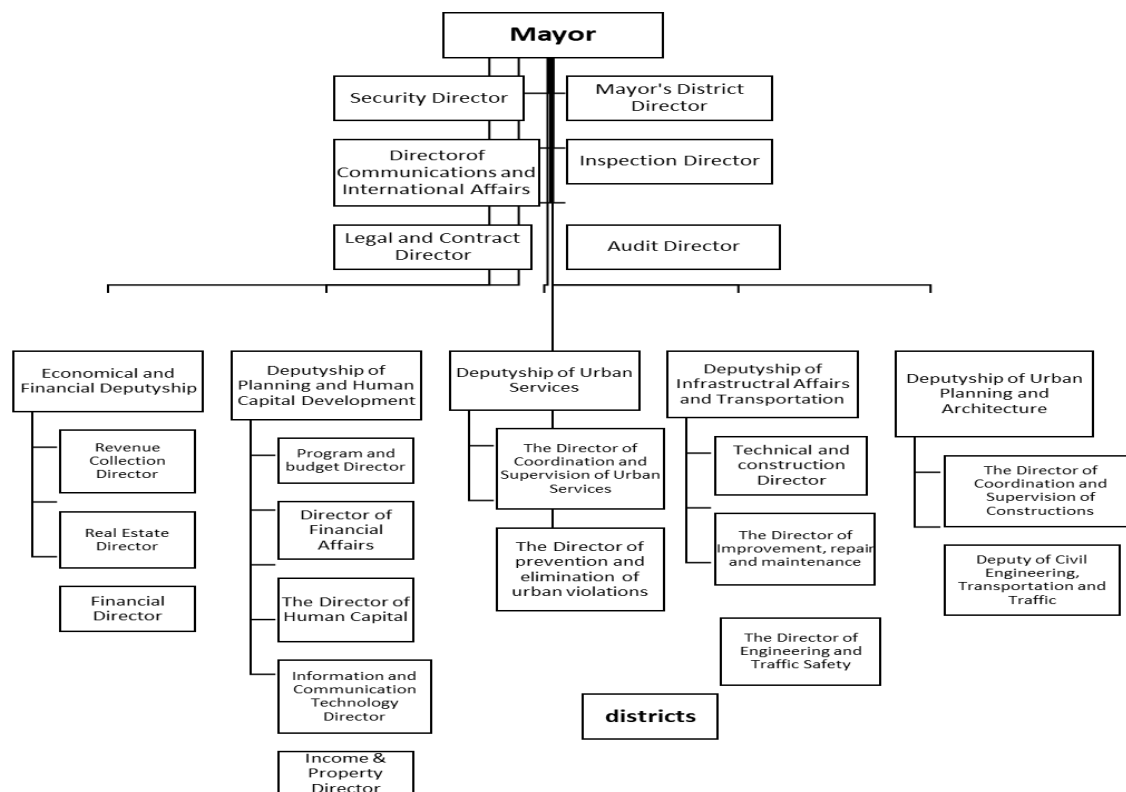 Mayor
Security Director
Mayor's District
Director
Directorof
Communications and
International Affairs
Inspection Director
Legal and Contract
Director
Audit Director
Economical and
Financial Deputyship
Revenue
Collection
Director
Real Estate
Director
Financial
Director
Deputyship of
Planning and Human
Capital Development
Program and
budget Director
Director of
Financial
Affairs
The Director of
Human Capital
Information and
Communication
Technology
Director
Income &
Property
Director
Deputyship of Urban
Services
The Director of
Coordination and
Supervision of Urban
Services
The Director of
prevention and
elimination of
urban violations
Deputyship of
Infrastructral Affairs
and Transportation
Technical and
construction
Director
The Director of
Improvement, repair
and maintenance
The Director of
Engineering and
Traffic Safety
Deputyship of Urban
Planning and
Architecture
The Director of
Coordination and
Supervision of
Constructions
Deputy of Civil
Engineering,
Transportation and
Traffic
districts